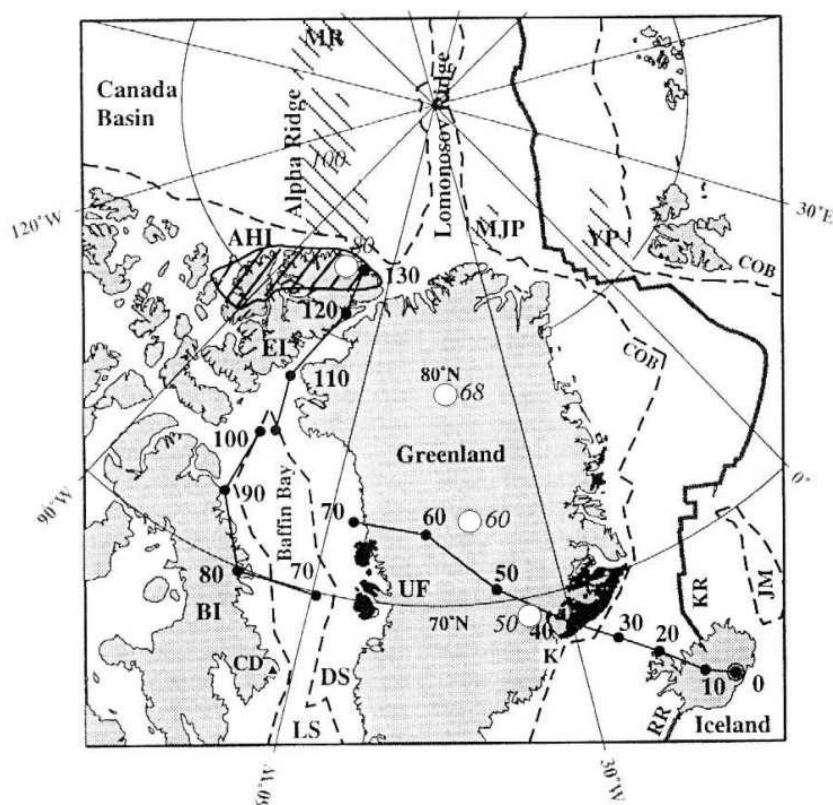 MR
Canada
Basin
Alpha Ridge
100
Lomonosov Ridge
120°W
30°E
AHI
80
MJP
YP
COB
130
120
EI
COB
110
80°N
68
100
Greenland
90
90°W
0°
Baffin Bay
70
60
60
80
70
UF
50
KR
JM
BI
70°N
50
40
30
20
K
CD
DS
10
0
RR
LS
Iceland
60°W
30°W